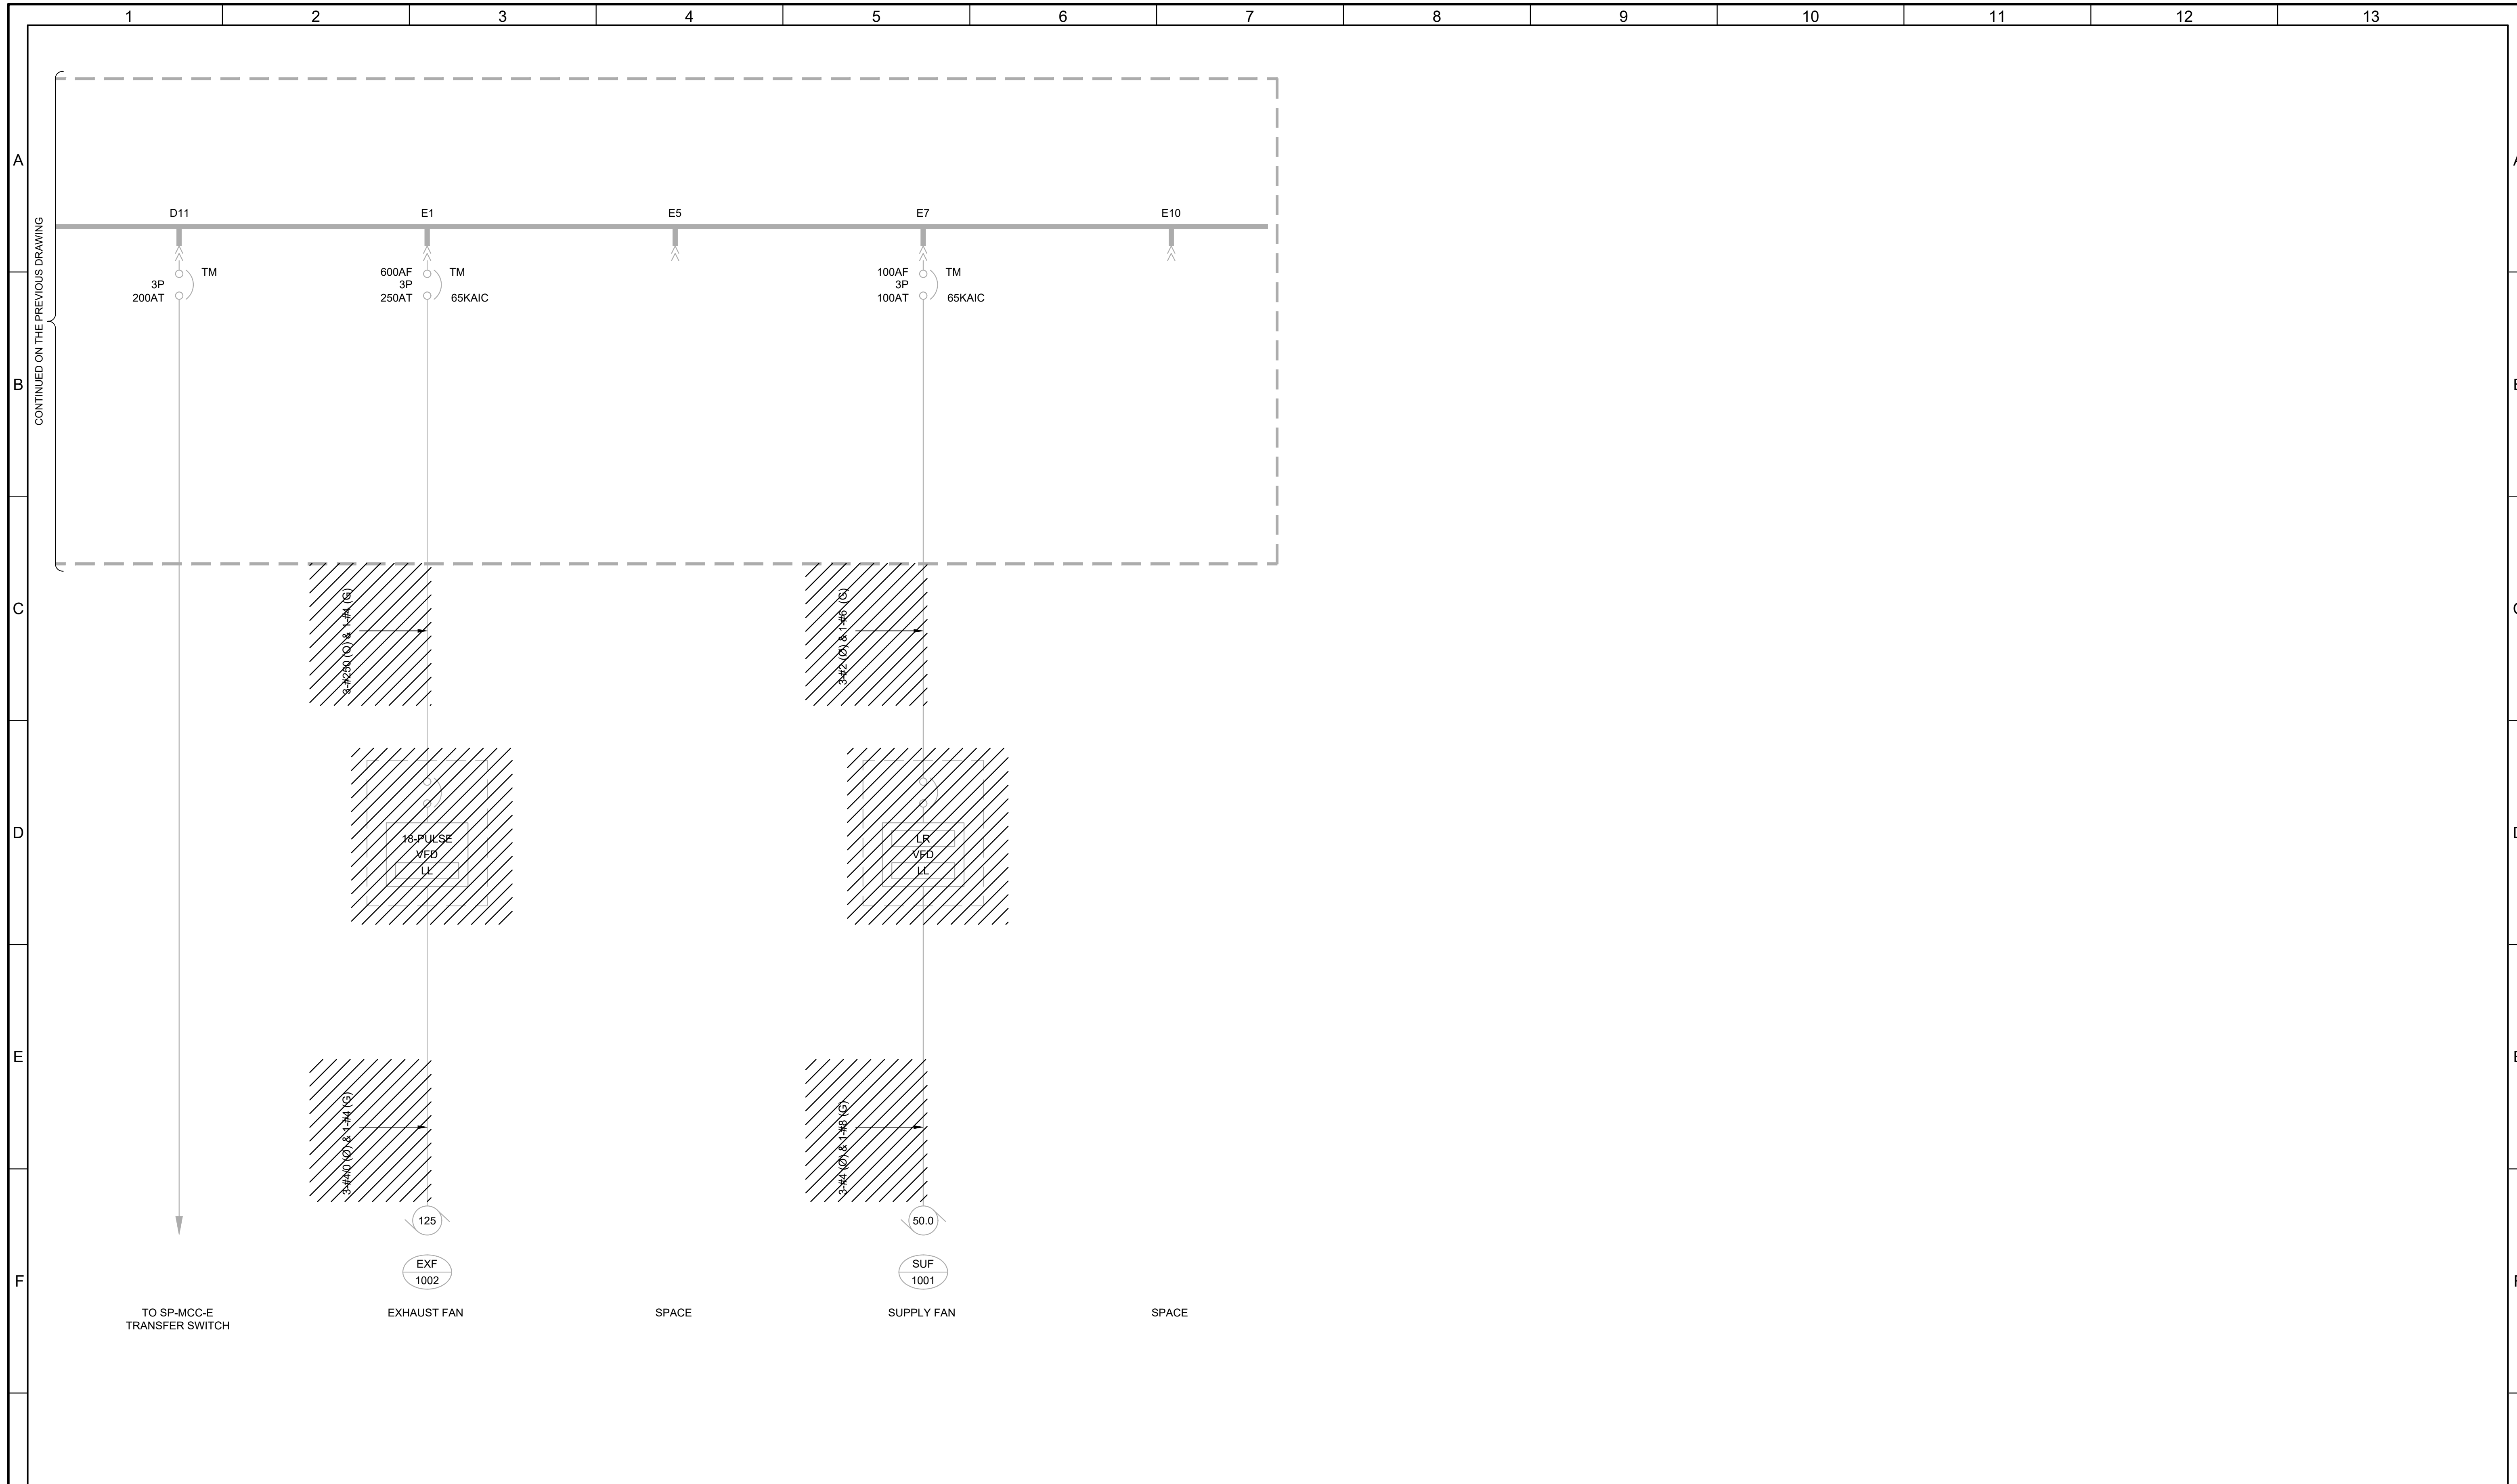 1 2 3 4 5 6 7 8 9 10 11 12 13
A
A
CONTINUED ON THE PREVIOUS DRAWING
D11 E1 E5 E7 E10
TM
3P
200AT
600AF TM
3P
250AT 65KAIC
100AF TM
3P
100AT 65KAIC
B
C
3-#250 (Ø) & 1-#4 (G)
3-#2 (Ø) & 1-#6 (G)
C
D
18-PULSE
VFD
LL
LR
VFD
LL
E
3-#4/0 (Ø) & 1-#4 (G)
3-#4 (Ø) & 1-#8 (G)
125
50.0
F
EXF
1002
SUF
1001
TO SP-MCC-E
TRANSFER SWITCH
EXHAUST FAN
SPACE
SUPPLY FAN
SPACE